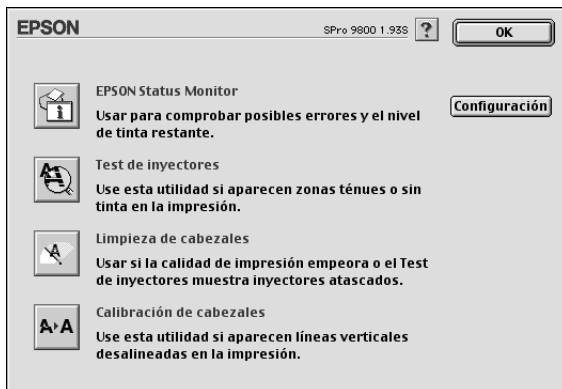 EPSON
SPro 9800 1.93S
?
OK
EPSON Status Monitor
Usar para comprobar posibles errores y el nivel
de tinta restante.
Configuración
Test de inyectores
Use esta utilidad si aparecen zonas ténues o sin
tinta en la impresión.
Limpieza de cabezales
Usar si la calidad de impresión empeora o el Test
de inyectores muestra inyectores atascados.
A▸A
Calibración de cabezales
Use esta utilidad si aparecen líneas verticales
desalineadas en la impresión.